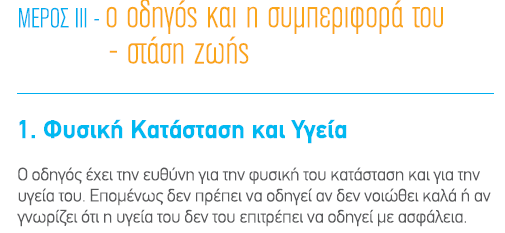 ΜΕΡΟΣ ΙΙΙ - ο οδηγός και η συμπεριφορά του
- στάση ζωής
1. Φυσική Κατάσταση και Υγεία
Ο οδηγός έχει την ευθύνη για την φυσική του κατάσταση και για την
υγεία του. Επομένως δεν πρέπει να οδηγεί αν δεν νοιώθει καλά ή αν
γνωρίζει ότι η υγεία του δεν του επιτρέπει να οδηγεί με ασφάλεια.